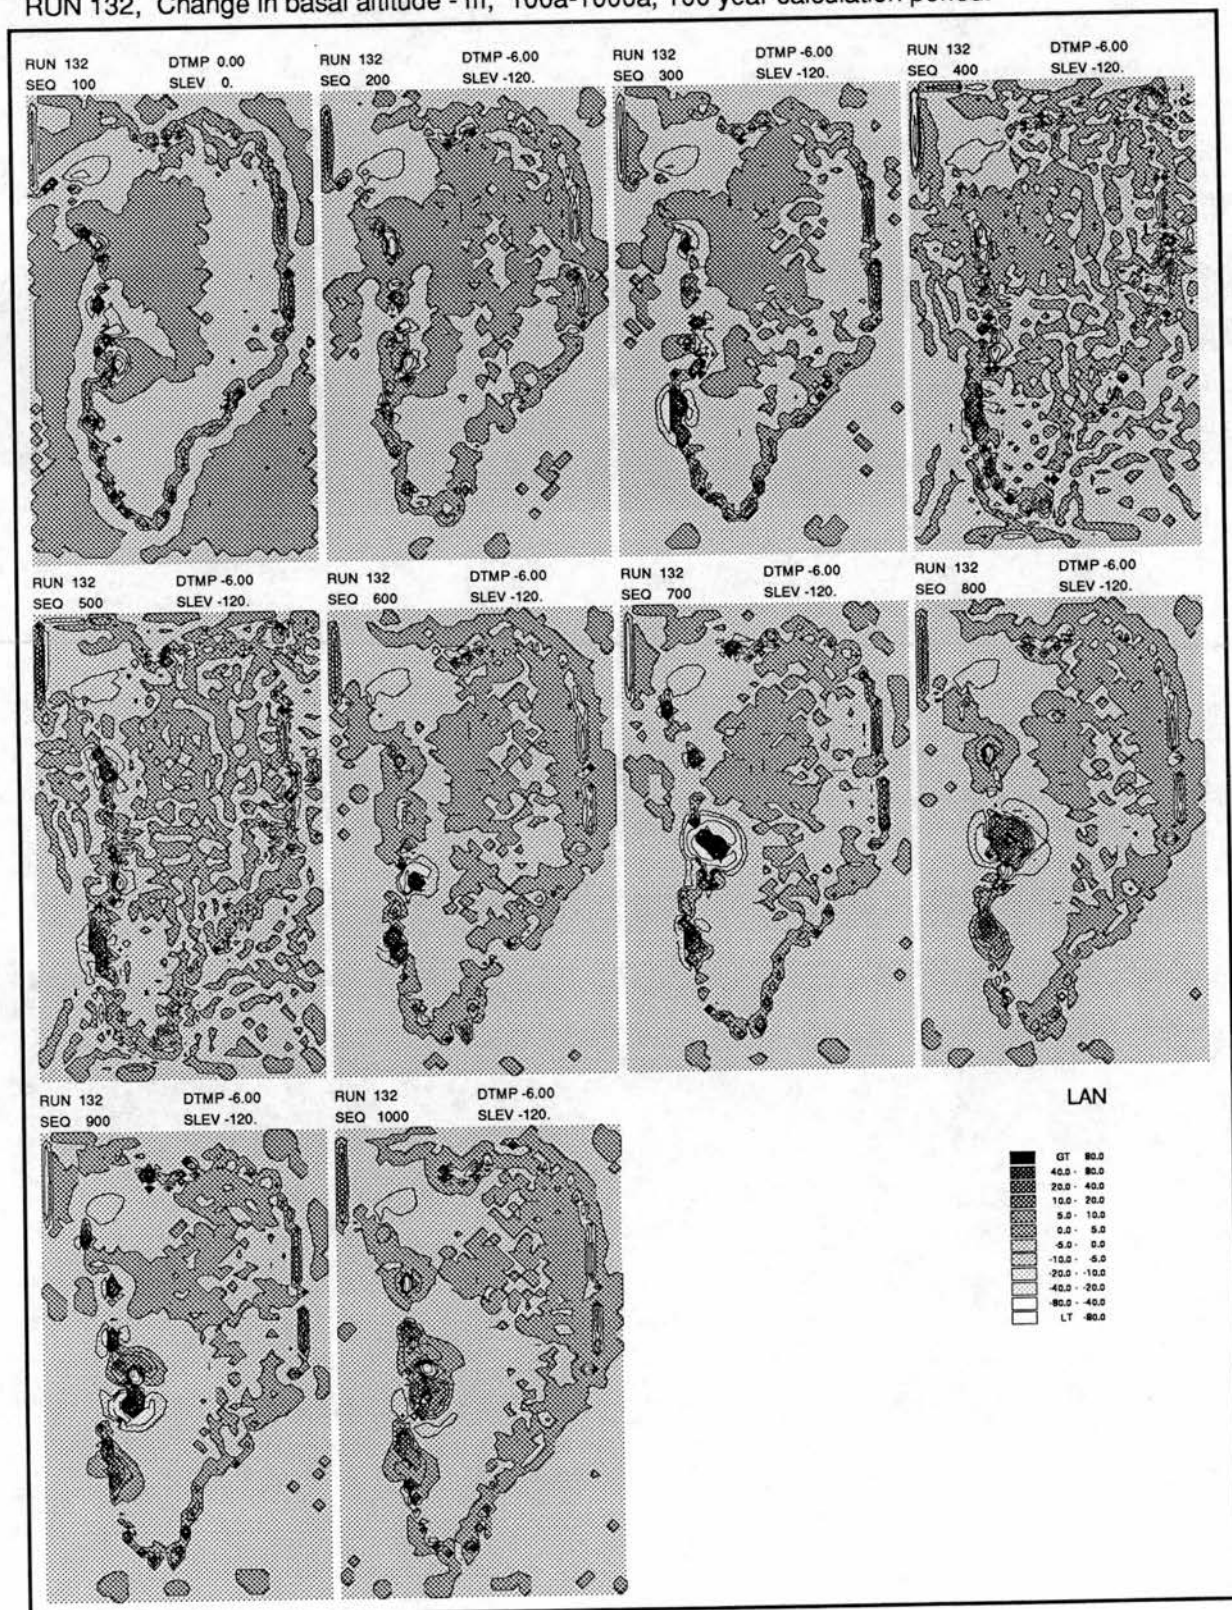 RUN 132, Change in basal altitude - m, 100a-1000a, 100 year calculation period.
RUN 132 DTMP 0.00
SEQ 100 SLEV 0.
RUN 132 DTMP -6.00
SEQ 200 SLEV -120.
RUN 132 DTMP -6.00
SEQ 300 SLEV -120.
RUN 132 DTMP -6.00
SEQ 400 SLEV -120.
RUN 132 DTMP -6.00
SEQ 500 SLEV -120.
RUN 132 DTMP -6.00
SEQ 600 SLEV -120.
RUN 132 DTMP -6.00
SEQ 700 SLEV -120.
RUN 132 DTMP -6.00
SEQ 800 SLEV -120.
RUN 132 DTMP -6.00
SEQ 900 SLEV -120.
RUN 132 DTMP -6.00
SEQ 1000 SLEV -120.
LAN
GT 80.0
40.0 - 80.0
20.0 - 40.0
10.0 - 20.0
5.0 - 10.0
0.0 - 5.0
-5.0 - 0.0
-10.0 - -5.0
-20.0 - -10.0
-40.0 - -20.0
-80.0 - -40.0
LT -80.0